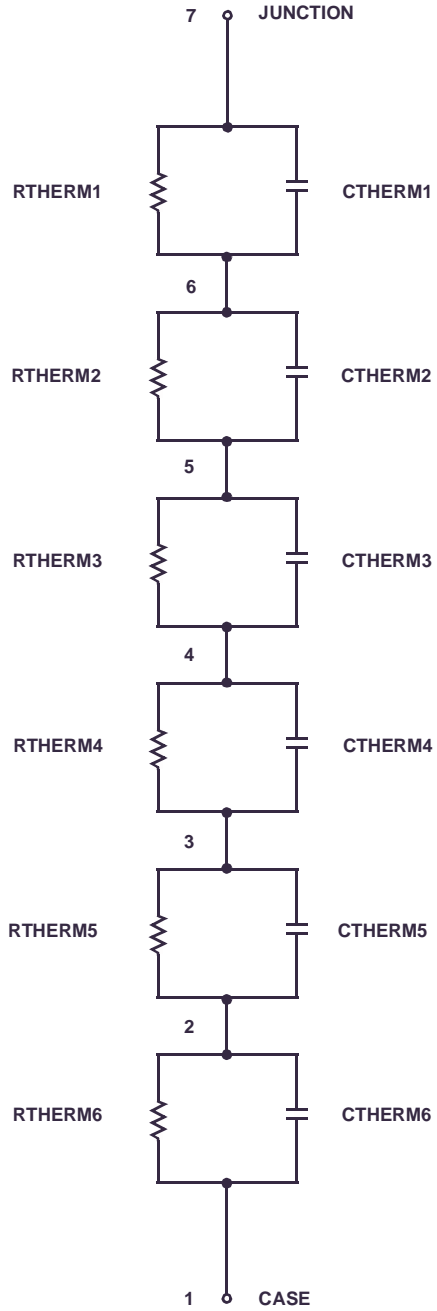 7 JUNCTION
RTHERM1 CTHERM1
6
RTHERM2 CTHERM2
5
RTHERM3 CTHERM3
4
RTHERM4 CTHERM4
3
RTHERM5 CTHERM5
2
RTHERM6 CTHERM6
1 CASE